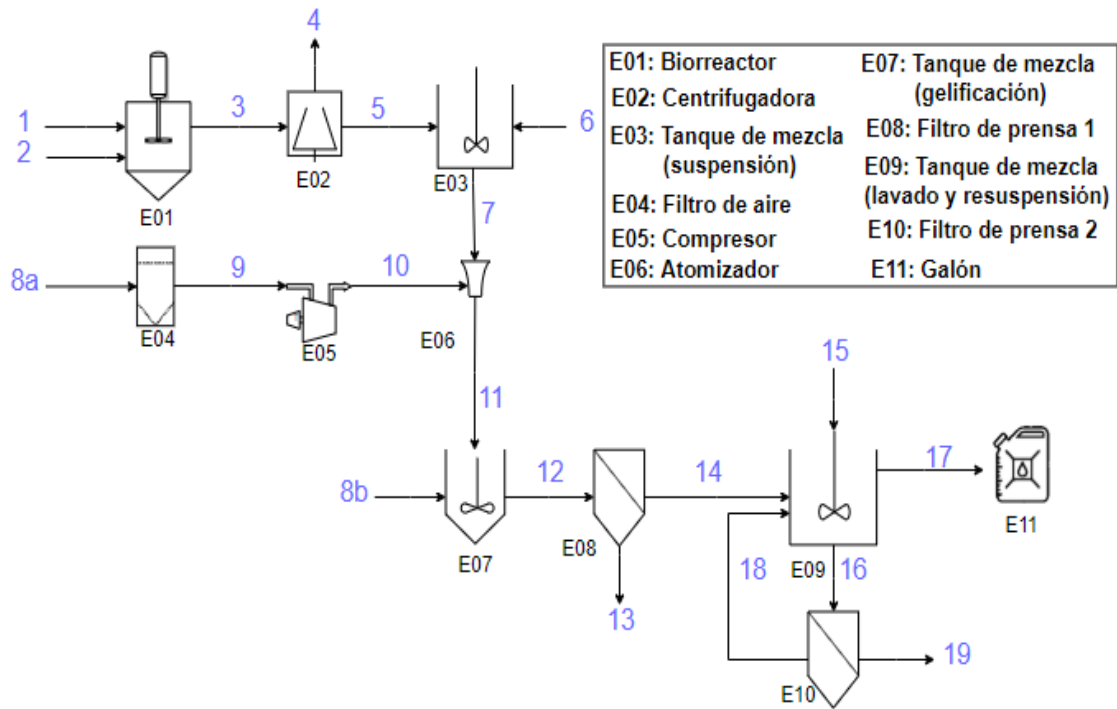 4
1
2
3
5
6
E01
E02
E03
E01: Biorreactor
E02: Centrifugadora
E03: Tanque de mezcla
(suspensión)
E04: Filtro de aire
E05: Compresor
E06: Atomizador
E07: Tanque de mezcla
(gelificación)
E08: Filtro de prensa 1
E09: Tanque de mezcla
(lavado y resuspensión)
E10: Filtro de prensa 2
E11: Galón
7
8a
9
10
E04
E05
E06
11
15
8b
12
14
17
E07
E08
E09
E11
13
18
16
19
E10